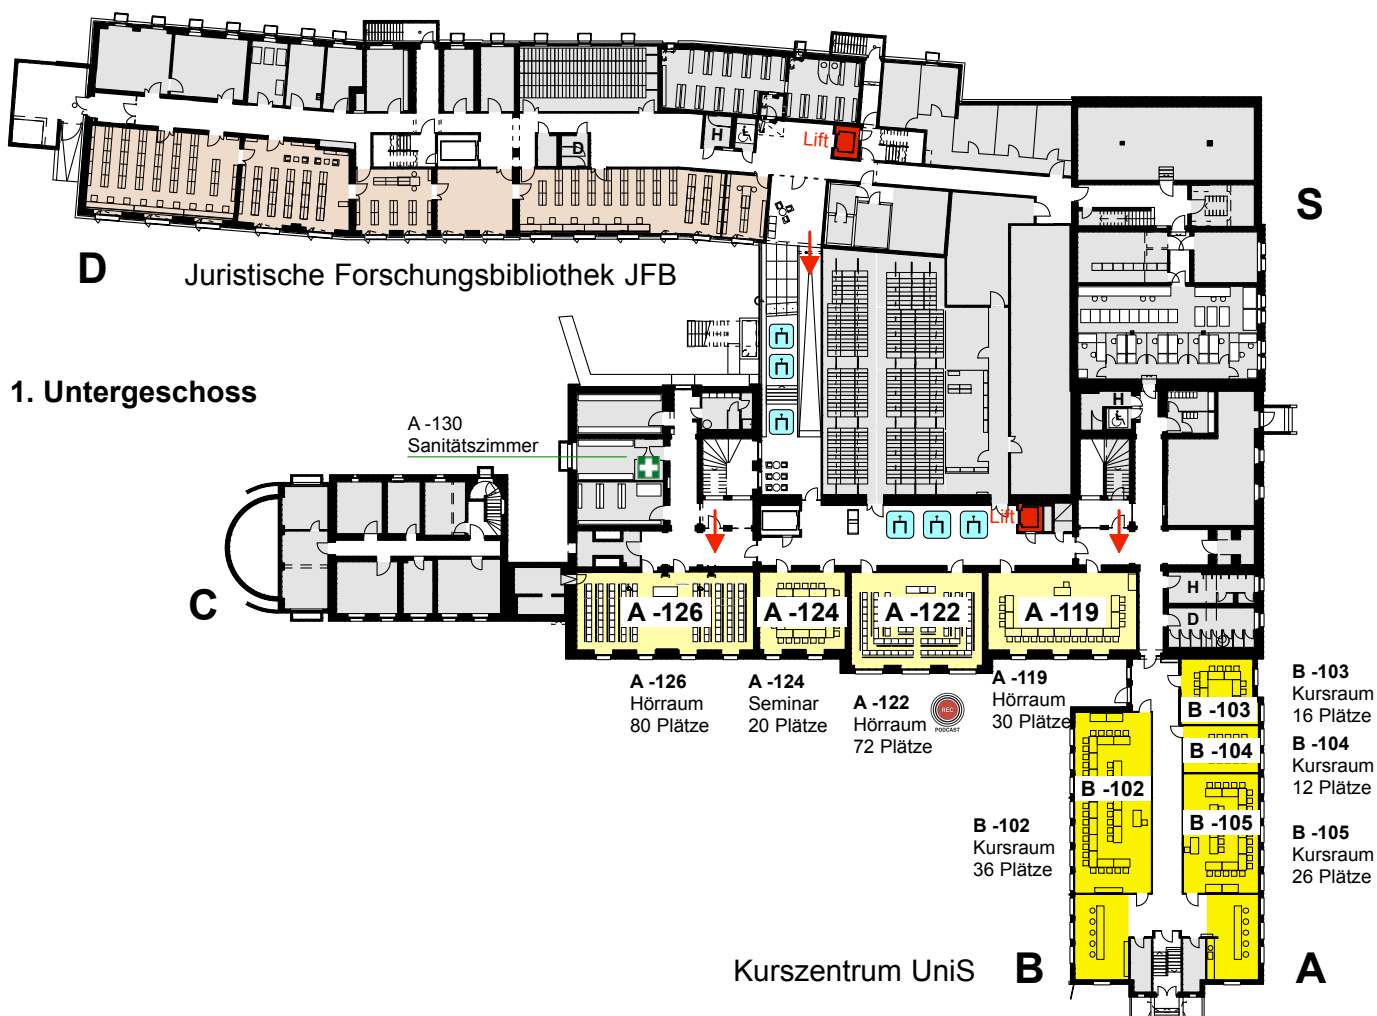 H
D
Lift
S
D
Juristische Forschungsbibliothek JFB
1. Untergeschoss
A -130
Sanitätszimmer
H
Lift
C
H
D
A -126
A -124
A -122
A -119
A -126
Hörraum
80 Plätze
A -124
Seminar
20 Plätze
A -122
Hörraum
72 Plätze
REC
PODCAST
A -119
Hörraum
30 Plätze
B -103
B -104
B -102
B -105
B -103
Kursraum
16 Plätze
B -104
Kursraum
12 Plätze
B -102
Kursraum
36 Plätze
B -105
Kursraum
26 Plätze
Kurszentrum UniS
B
A